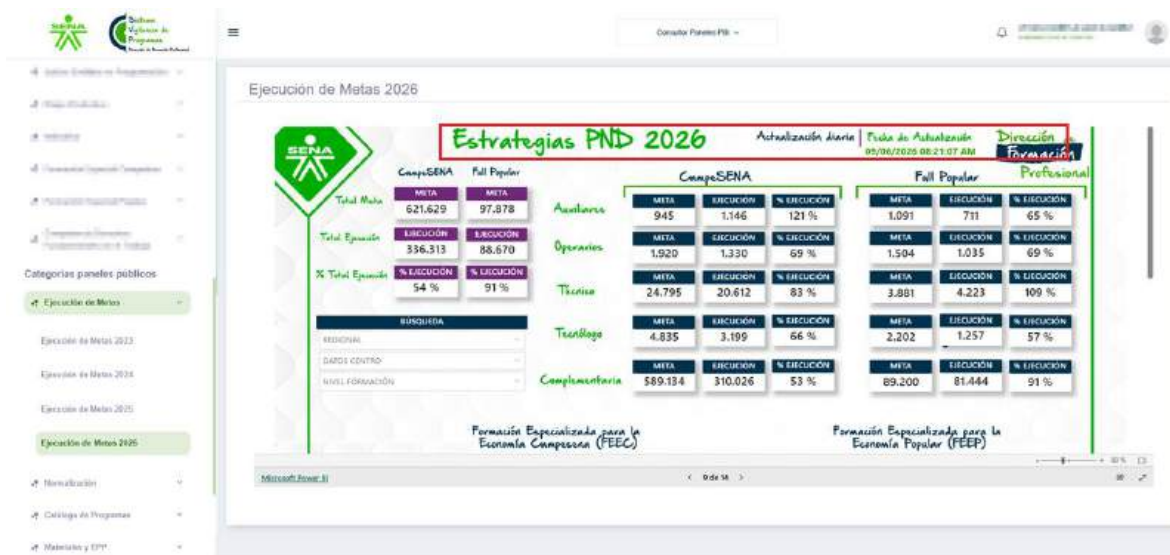 SENA
Sistema
Vigilancia de
Programas
Consultar Paneles PBI
Ejecución de Metas 2026
Estrategias PND 2026
Actualización diaria
Fecha de Actualización
09/06/2026 08:21:07 AM
Dirección
Formación
Profesional
SENA
CampeSENA Full Popular
Total Meta
META META
621.629 97.878
Total Ejecución
EJECUCIÓN EJECUCIÓN
336.313 88.670
% Total Ejecución
% EJECUCIÓN % EJECUCIÓN
54 % 91 %
BÚSQUEDA
REGIONAL
DATOS CENTRO
NIVEL FORMACIÓN
CampeSENA Full Popular
Auxiliares
META EJECUCIÓN % EJECUCIÓN META EJECUCIÓN % EJECUCIÓN
945 1.146 121 % 1.091 711 65 %
Operarios
META EJECUCIÓN % EJECUCIÓN META EJECUCIÓN % EJECUCIÓN
1.920 1.330 69 % 1.504 1.035 69 %
Técnico
META EJECUCIÓN % EJECUCIÓN META EJECUCIÓN % EJECUCIÓN
24.795 20.612 83 % 3.881 4.223 109 %
Tecnólogo
META EJECUCIÓN % EJECUCIÓN META EJECUCIÓN % EJECUCIÓN
4.835 3.199 66 % 2.202 1.257 57 %
Complementaria
META EJECUCIÓN % EJECUCIÓN META EJECUCIÓN % EJECUCIÓN
589.134 310.026 53 % 89.200 81.444 91 %
Formación Especializada para la
Economía Campesina (FEEC)
Formación Especializada para la
Economía Popular (FEEP)
Microsoft Power BI
Categorías paneles públicos
Ejecución de Metas
Ejecución de Metas 2023
Ejecución de Metas 2024
Ejecución de Metas 2025
Ejecución de Metas 2026
Normalización
Catálogo de Programas
Materiales y EPP